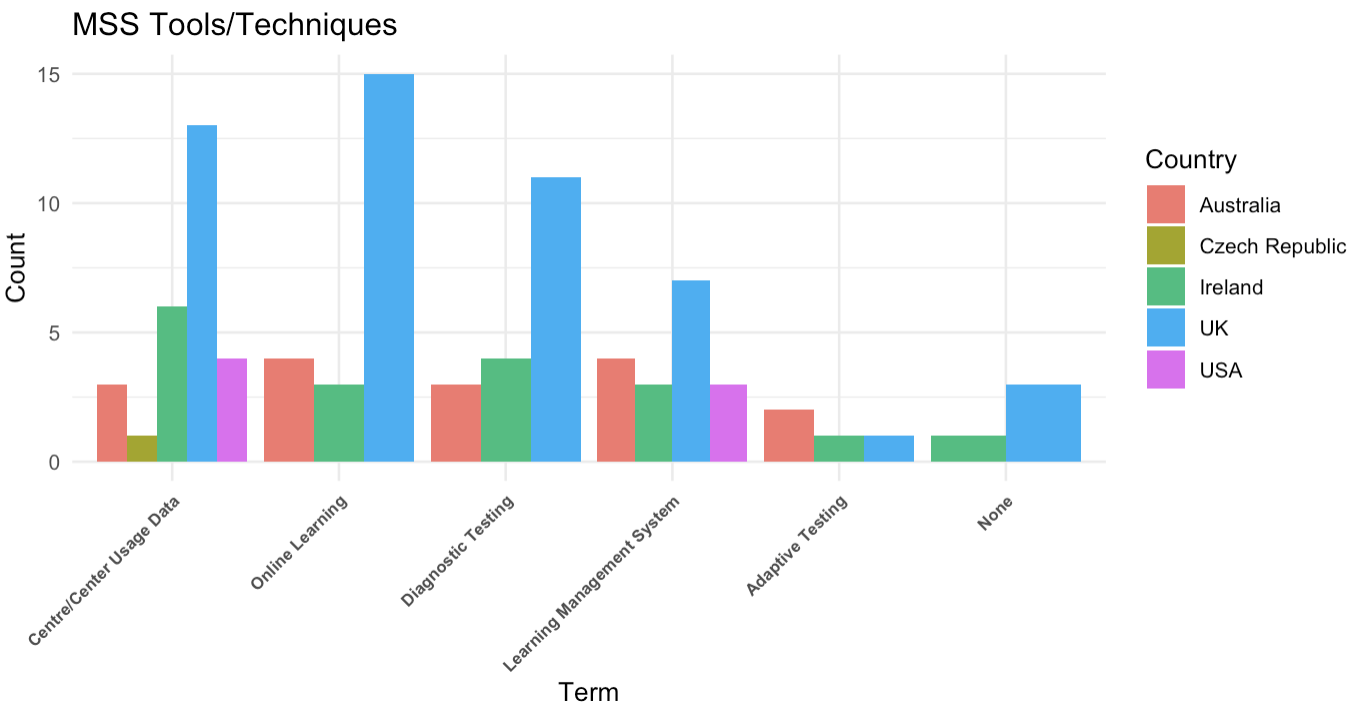 MSS Tools/Techniques
15
10
5
0
Count
Centre/Center Usage Data
Online Learning
Diagnostic Testing
Learning Management System
Adaptive Testing
None
Term
Country
Australia
Czech Republic
Ireland
UK
USA